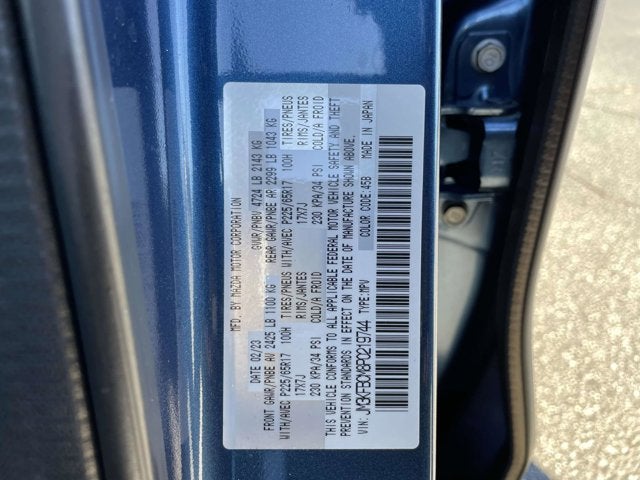 MFD. BY MAZDA MOTOR CORPORATION
DATE 02/23 GVWR/PNBV 4724 LB 2143 KG
FRONT GAWR/PNBE AV 2425 LB 1100 KG REAR GAWR/PNBE AR 2299 LB 1043 KG
WITH/AVEC P225/65R17 100H TIRES/PNEUS WITH/AVEC P225/65R17 100H TIRES/PNEUS
17X7J RIMS/JANTES 17X7J RIMS/JANTES
230 KPA/34 PSI COLD/A FROID 230 KPA/34 PSI COLD/A FROID
THIS VEHICLE CONFORMS TO ALL APPLICABLE FEDERAL MOTOR VEHICLE SAFETY AND THEFT
PREVENTION STANDARDS IN EFFECT ON THE DATE OF MANUFACTURE SHOWN ABOVE.
VIN: JM3KFBCM8P0219744 TYPE:MPV COLOR CODE:45B MADE IN JAPAN